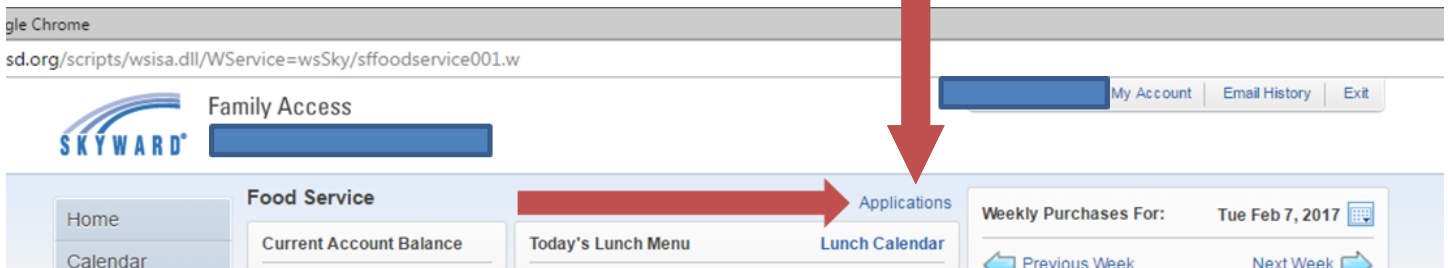 gle Chrome
sd.org/scripts/wsisa.dll/WService=wsSky/sffoodservice001.w
My Account Email History Exit
SKYWARD®
Family Access
Home
Calendar
Food Service
Applications
Current Account Balance
Today's Lunch Menu Lunch Calendar
Weekly Purchases For: Tue Feb 7, 2017
Previous Week Next Week